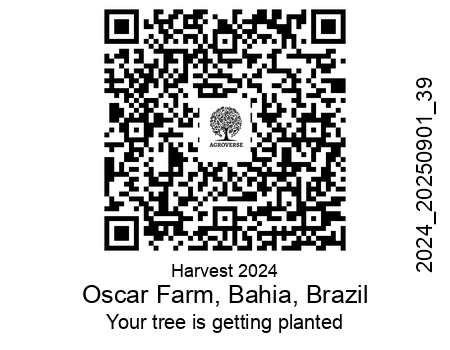 AGROVERSE
Harvest 2024
Oscar Farm, Bahia, Brazil
Your tree is getting planted
2024_20250901_39